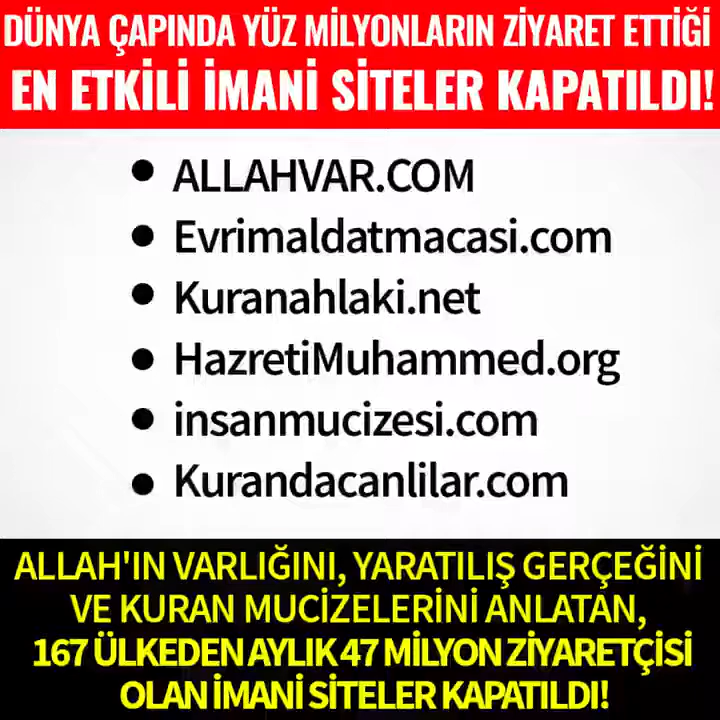 DÜNYA ÇAPINDA YÜZ MİLYONLARIN ZİYARET ETTİĞİ
EN ETKİLİ İMANİ SİTELER KAPATILDI!
• ALLAHVAR.COM
• Evrimaldatmacasi.com
• Kuranahlaki.net
• HazretiMuhammed.org
• insanmucizesi.com
• Kurandacanlilar.com
ALLAH'IN VARLIĞINI, YARATILIŞ GERÇEĞİNİ
VE KURAN MUCİZELERİNİ ANLATAN,
167 ÜLKEDEN AYLIK 47 MİLYON ZİYARETÇİSİ
OLAN İMANİ SİTELER KAPATILDI!